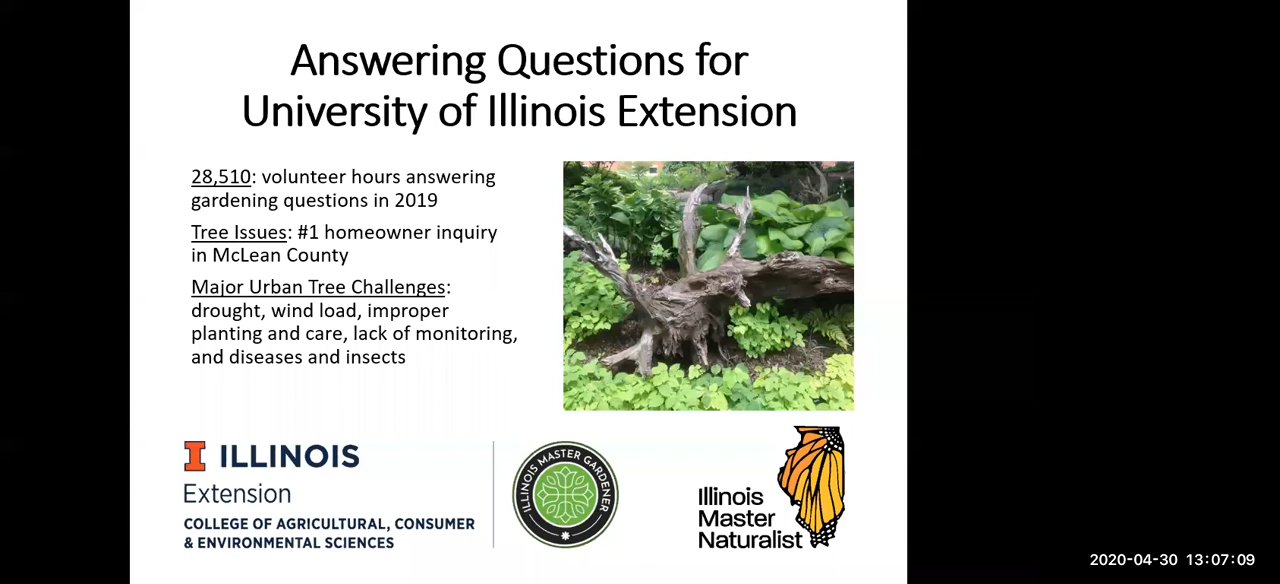 Answering Questions for
University of Illinois Extension
28,510: volunteer hours answering
gardening questions in 2019
Tree Issues: #1 homeowner inquiry
in McLean County
Major Urban Tree Challenges:
drought, wind load, improper
planting and care, lack of monitoring,
and diseases and insects
I ILLINOIS
Extension
COLLEGE OF AGRICULTURAL, CONSUMER
& ENVIRONMENTAL SCIENCES
ILLINOIS MASTER GARDENER
Illinois
Master
Naturalist
2020-04-30 13:07:09